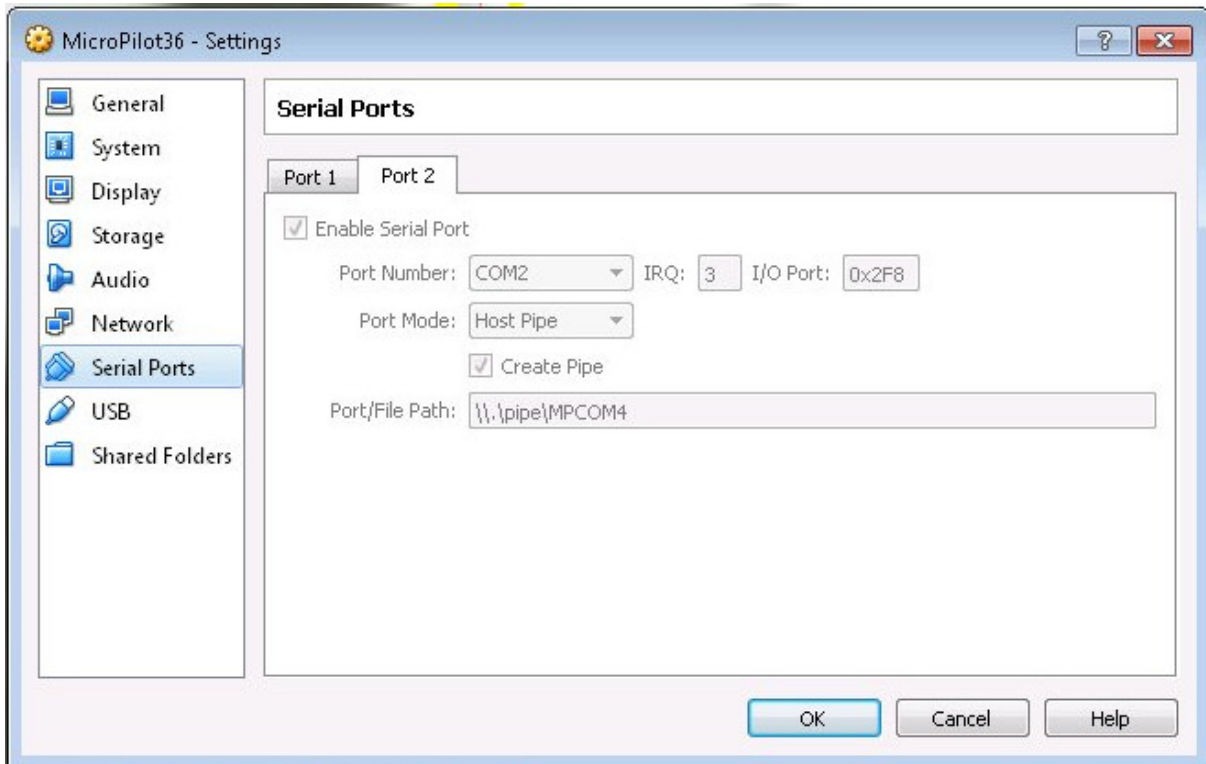 MicroPilot36 - Settings
General
System
Display
Storage
Audio
Network
Serial Ports
USB
Shared Folders
Serial Ports
Port 1 Port 2
Enable Serial Port
Port Number: COM2 IRQ: 3 I/O Port: 0x2F8
Port Mode: Host Pipe
Create Pipe
Port/File Path: \\.\pipe\MPCOM4
OK Cancel Help